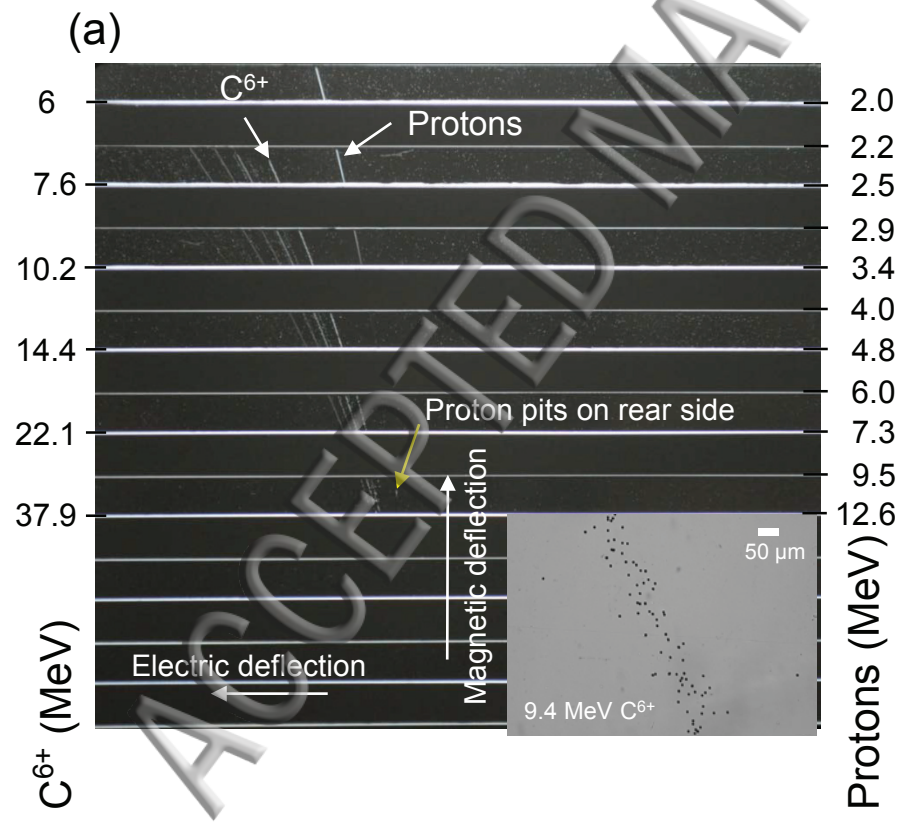 (a)
C6+
Protons
6
2.0
2.2
7.6
2.5
2.9
10.2
3.4
4.0
14.4
4.8
6.0
Proton pits on rear side
22.1
7.3
9.5
37.9
12.6
Magnetic deflection
50 μm
Electric deflection
9.4 MeV C6+
C6+ (MeV)
Protons (MeV)
ACCEPTED MA